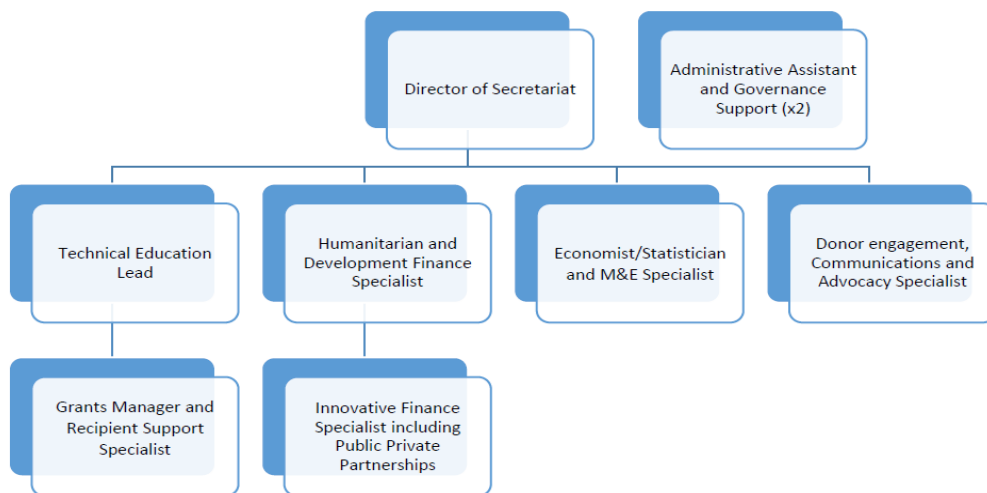 Director of Secretariat
Administrative Assistant
and Governance
Support (x2)
Technical Education
Lead
Humanitarian and
Development Finance
Specialist
Economist/Statistician
and M&E Specialist
Donor engagement,
Communications and
Advocacy Specialist
Grants Manager and
Recipient Support
Specialist
Innovative Finance
Specialist including
Public Private
Partnerships